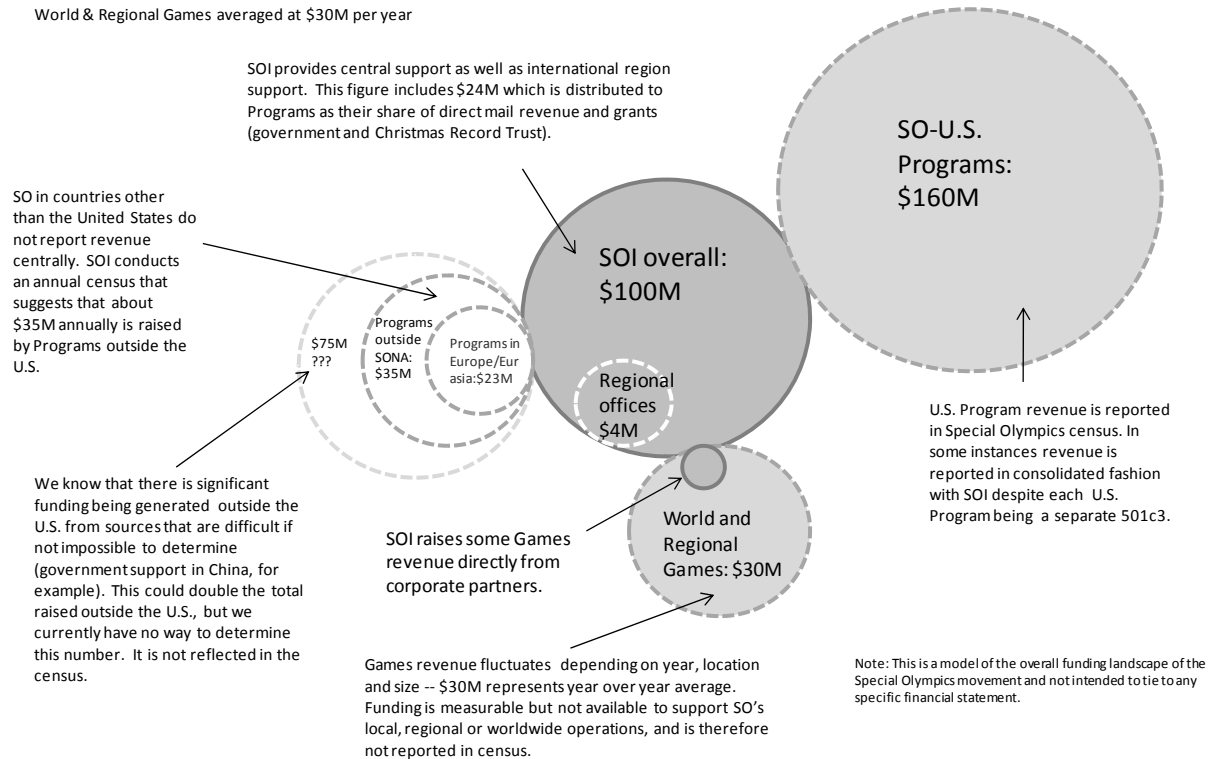 World & Regional Games averaged at $30M per year
SOI provides central support as well as international region
support. This figure includes $24M which is distributed to
Programs as their share of direct mail revenue and grants
(government and Christmas Record Trust).
SO-U.S.
Programs:
$160M
SO in countries other
than the United States do
not report revenue
centrally. SOI conducts
an annual census that
suggests that about
$35M annually is raised
by Programs outside the
U.S.
SOI overall:
$100M
$75M
???
Programs
outside
SONA:
$35M
Programs in
Europe/Eur
asia:$23M
Regional
offices
$4M
U.S. Program revenue is reported
in Special Olympics census. In
some instances revenue is
reported in consolidated fashion
with SOI despite each U.S.
Program being a separate 501c3.
We know that there is significant
funding being generated outside the
U.S. from sources that are difficult if
not impossible to determine
(government support in China, for
example). This could double the total
raised outside the U.S., but we
currently have no way to determine
this number. It is not reflected in the
census.
SOI raises some Games
revenue directly from
corporate partners.
World and
Regional
Games: $30M
Games revenue fluctuates depending on year, location
and size -- $30M represents year over year average.
Funding is measurable but not available to support SO's
local, regional or worldwide operations, and is therefore
not reported in census.
Note: This is a model of the overall funding landscape of the
Special Olympics movement and not intended to tie to any
specific financial statement.